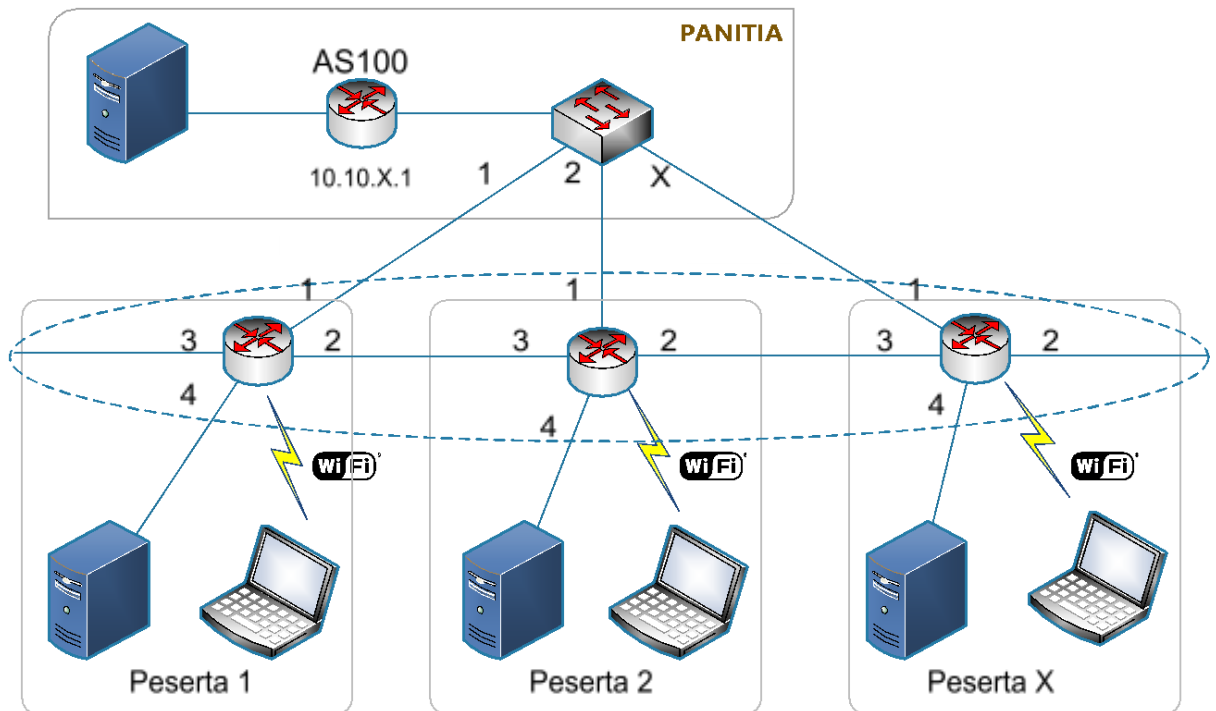 PANITIA
AS100
10.10.X.1
1
2
X
1
1
1
3
2
3
2
3
2
4
4
4
WiFi
WiFi
WiFi
Peserta 1
Peserta 2
Peserta X